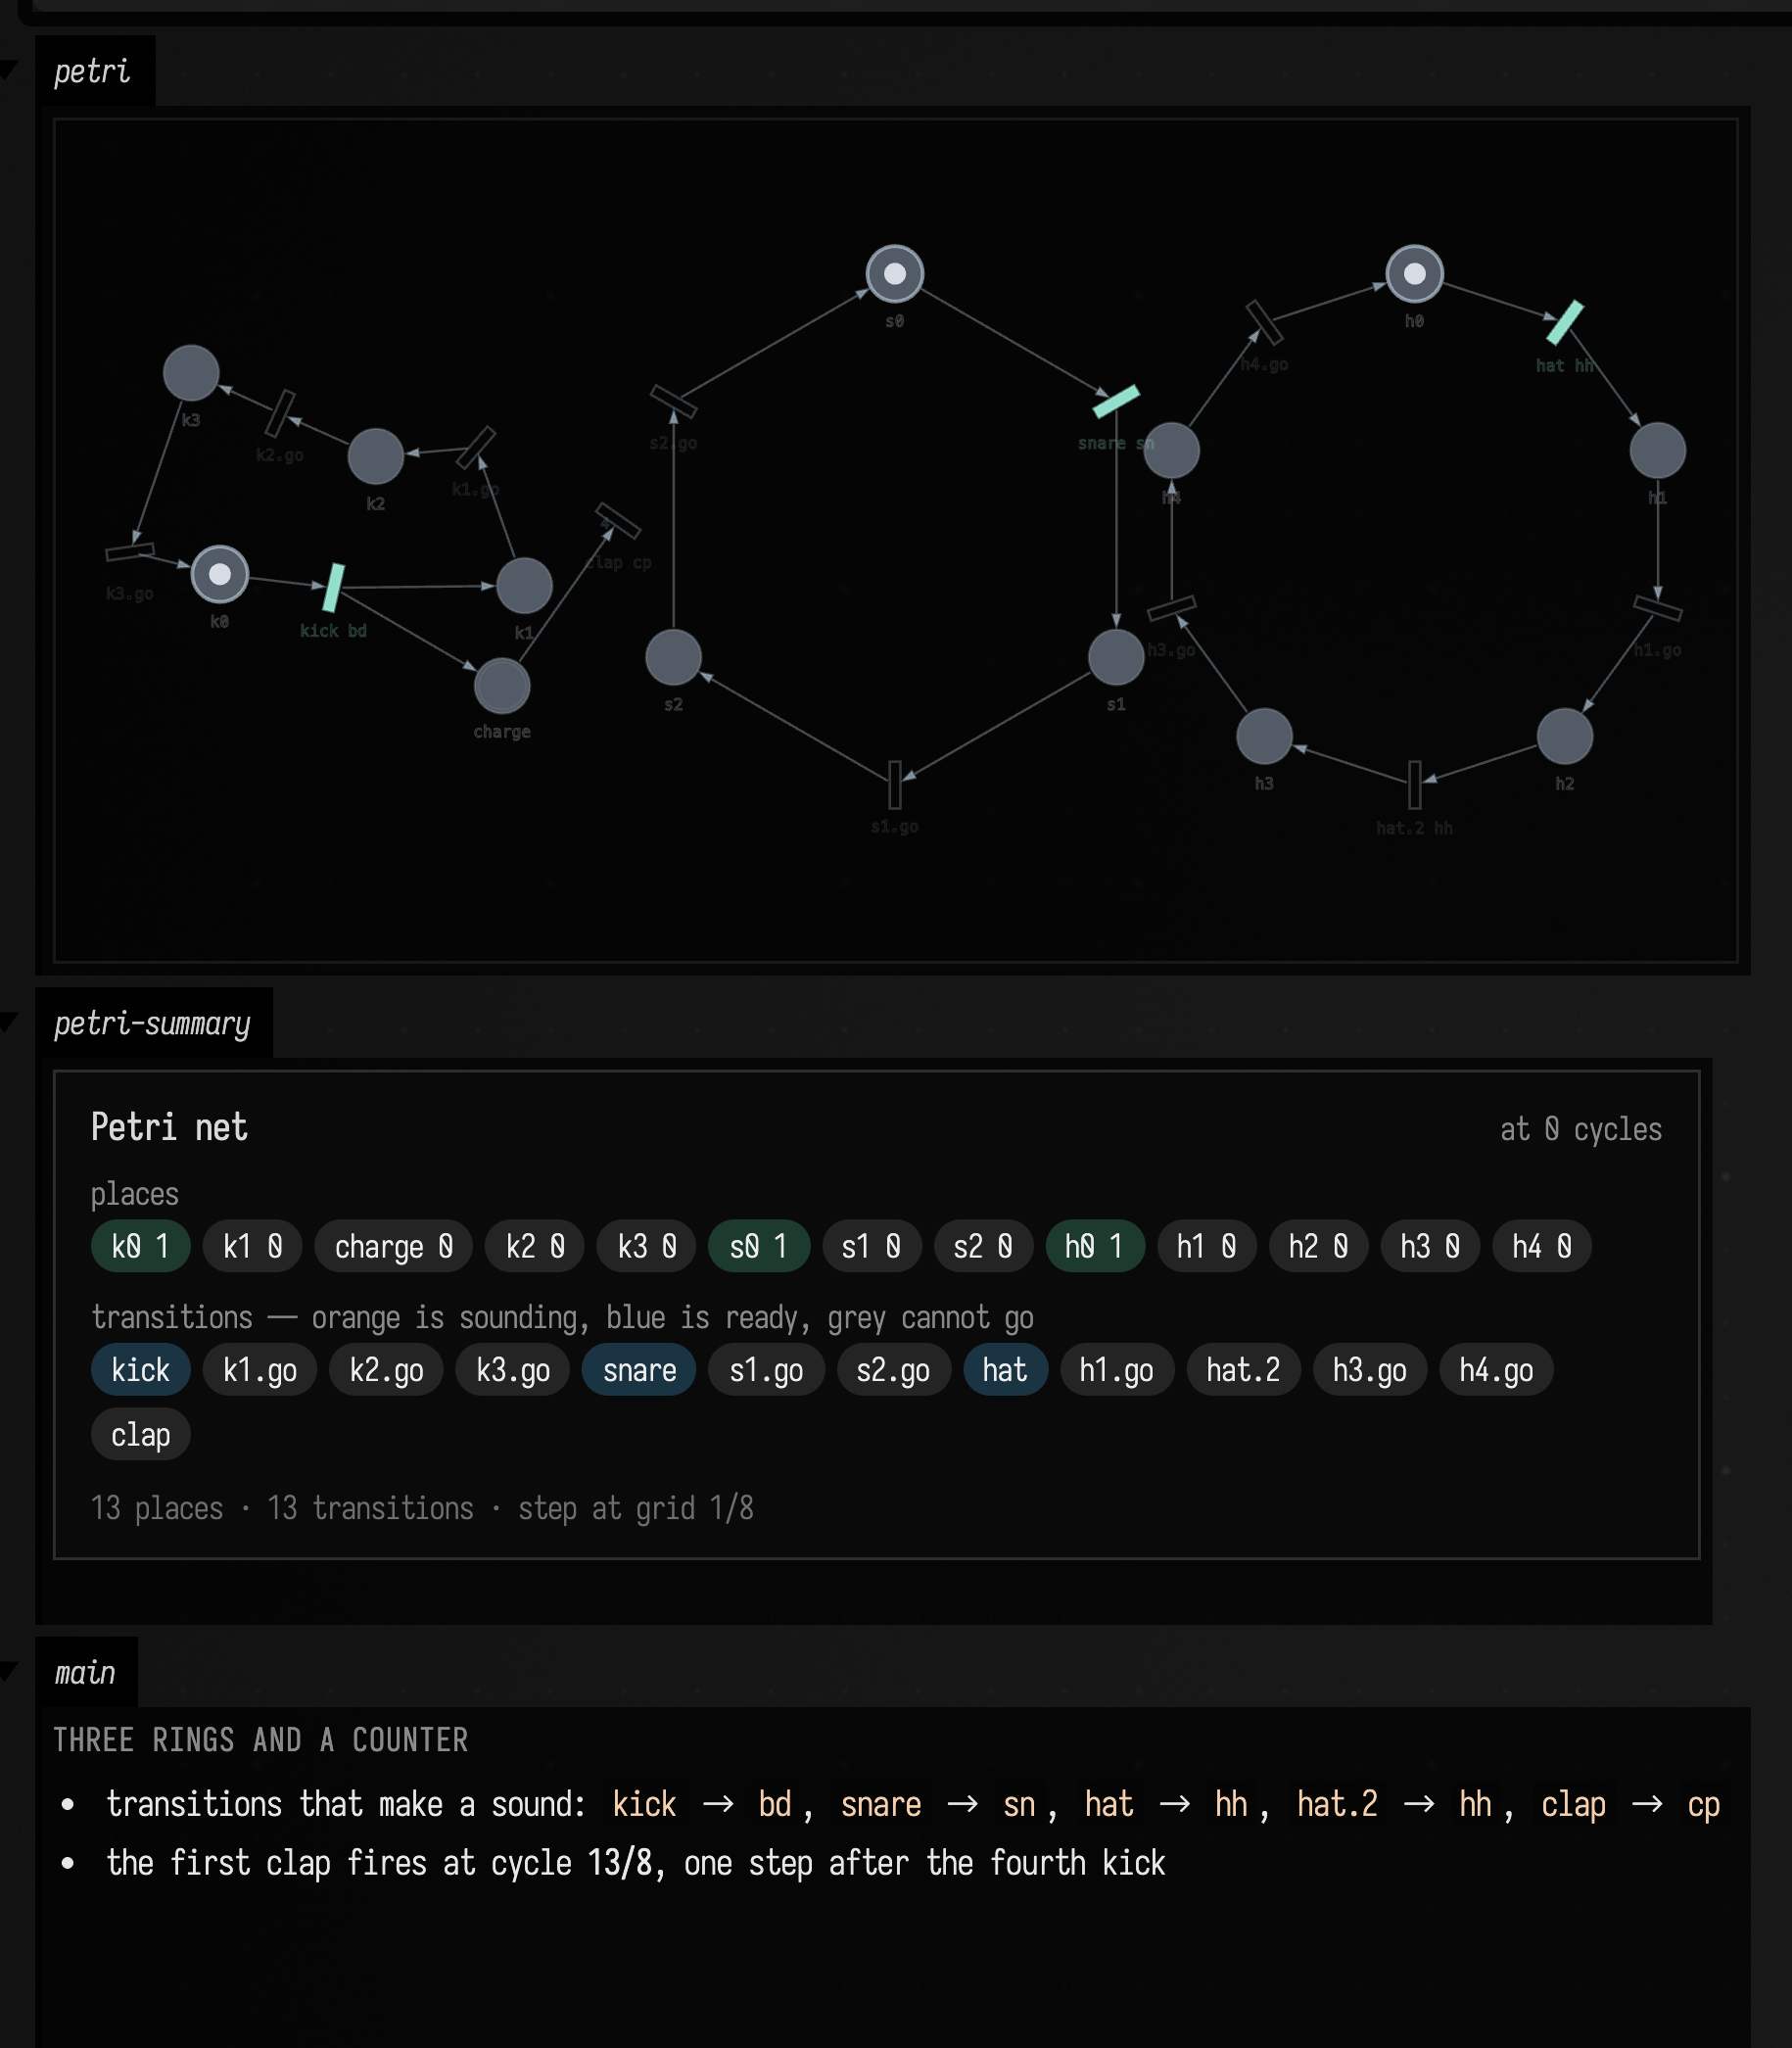 petri
s0
h0
h4.go
hat hh
k3
k2.go
s2.go
snare sn
k1.go
k2
h4
h1
4
clap cp
k3.go
k0
kick bd
k1
h3.go
h1.go
s2
s1
charge
h3
h2
s1.go
hat.2 hh
petri-summary
Petri net
at 0 cycles
places
k0 1 k1 0 charge 0 k2 0 k3 0 s0 1 s1 0 s2 0 h0 1 h1 0 h2 0 h3 0 h4 0
transitions — orange is sounding, blue is ready, grey cannot go
kick k1.go k2.go k3.go snare s1.go s2.go hat h1.go hat.2 h3.go h4.go
clap
13 places · 13 transitions · step at grid 1/8
main
THREE RINGS AND A COUNTER
• transitions that make a sound: kick → bd, snare → sn, hat → hh, hat.2 → hh, clap → cp
• the first clap fires at cycle 13/8, one step after the fourth kick